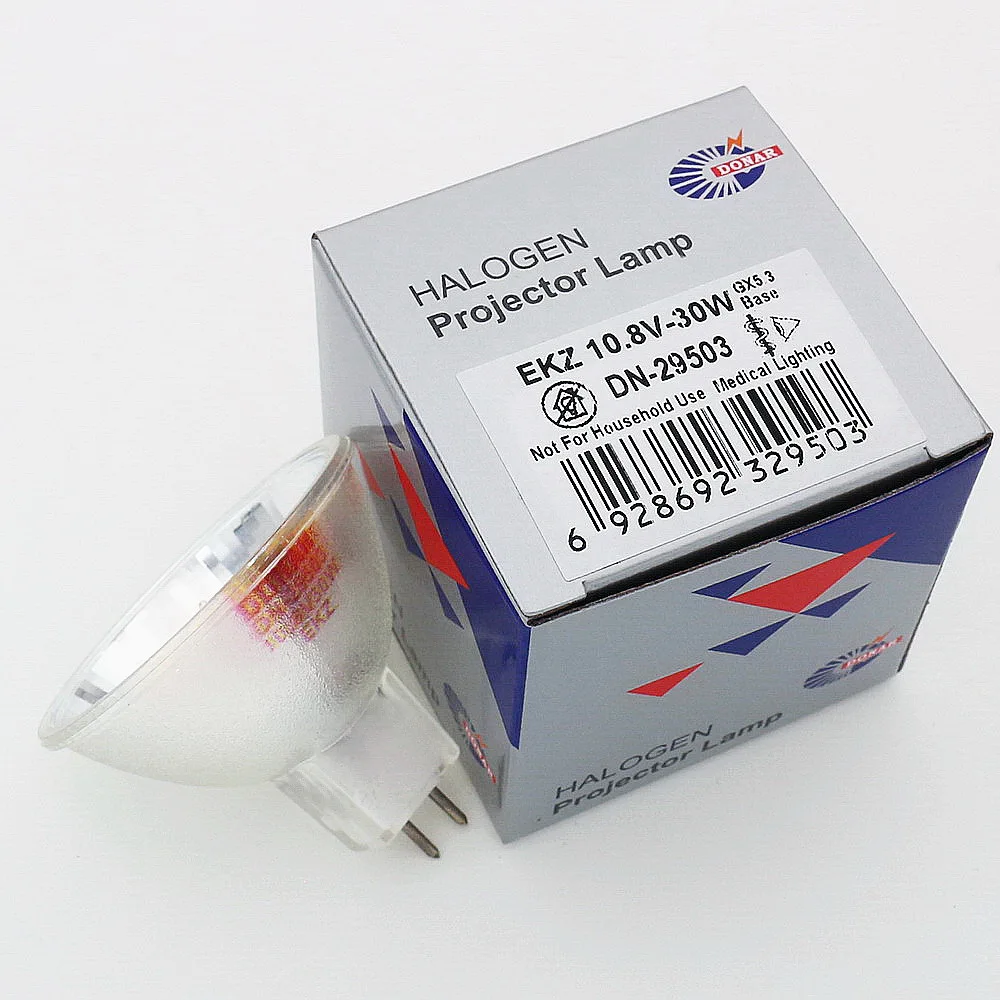 DONAR
HALOGEN
Projector Lamp
EKZ 10.8V-30W GX5.3 Base
DN-29503
Not For Household Use Medical Lighting
6 928692 329503
EKZ
DONAR
HALOGEN
Projector Lamp